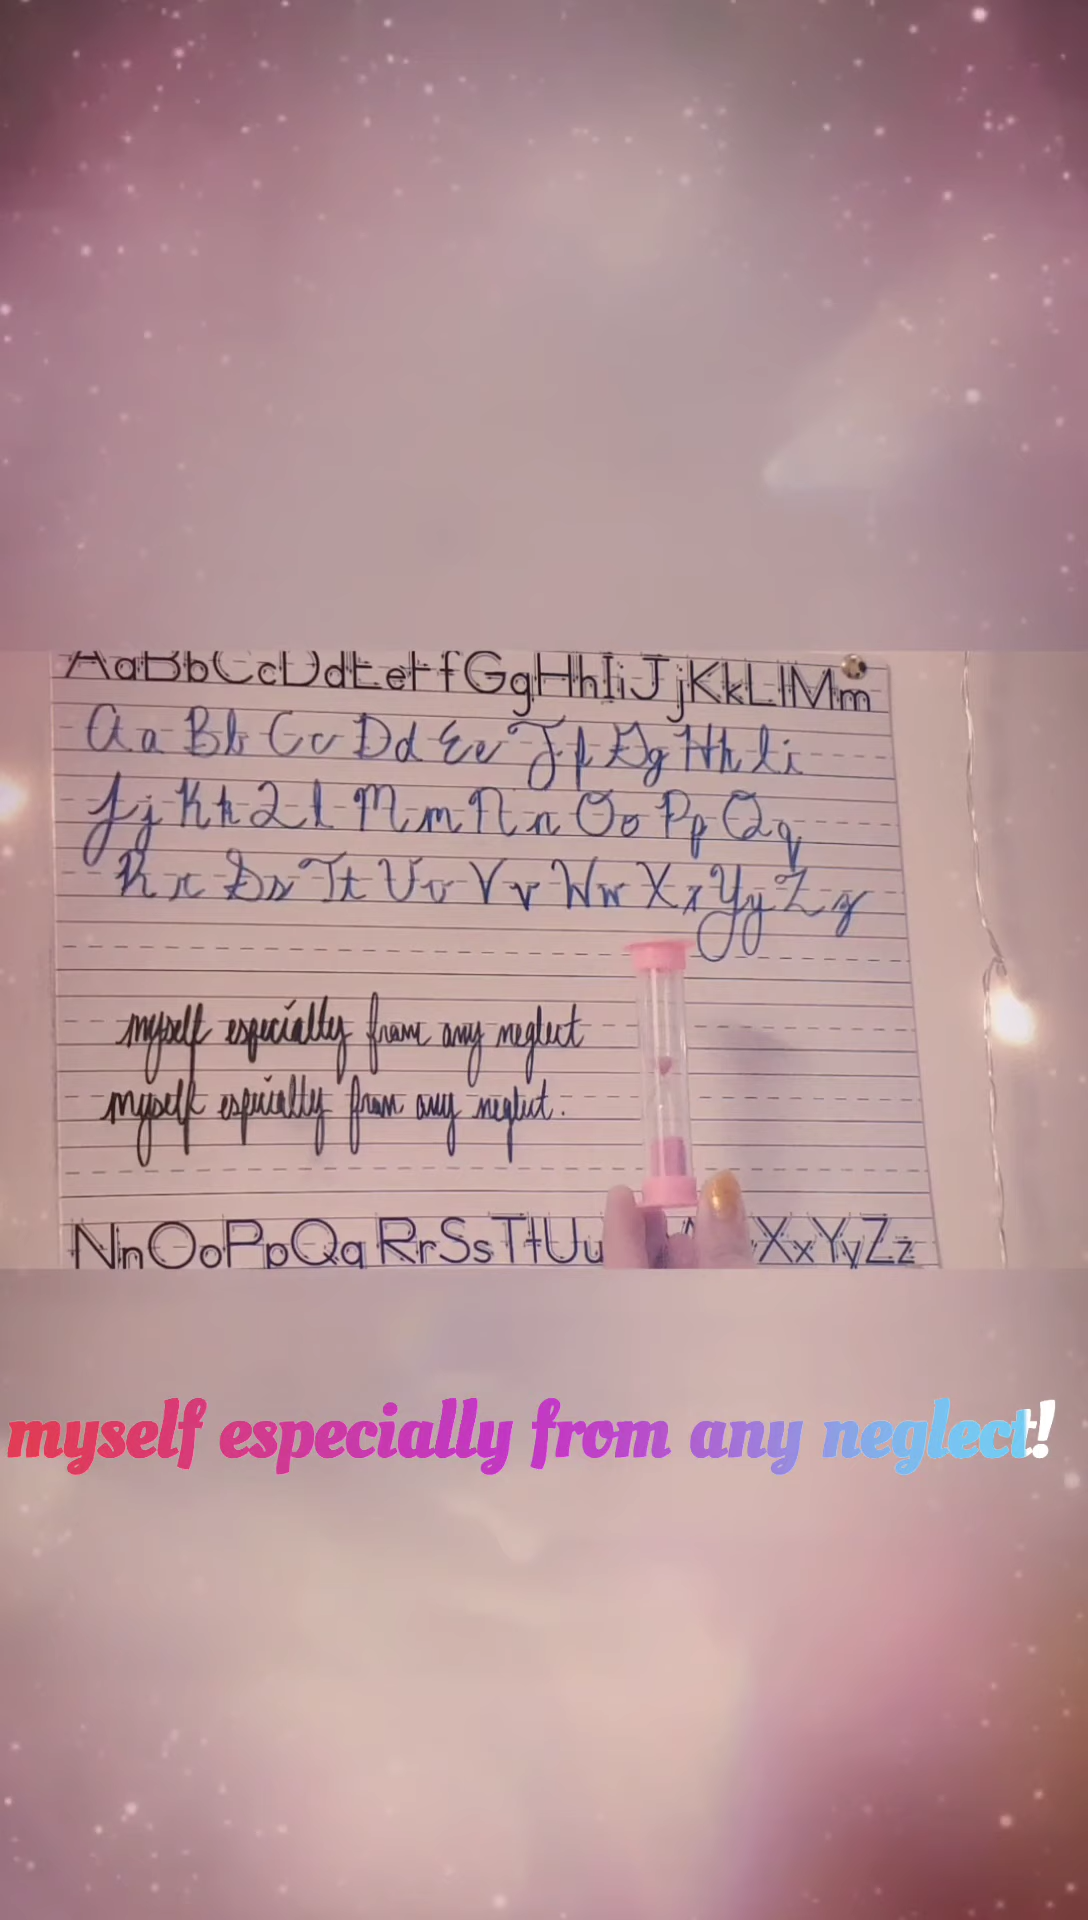 AaBbCcDdEeFfGgHhIiJjKkLlMm
Aa Bb Cc Dd Ee Ff Gg Hh Ii
Jj Kk Ll Mm Nn Oo Pp Qq
Rr Ss Tt Uu Vv Ww Xx Yy Zz
myself especially from any neglect
myself especially from any neglect.
NnOoPpQqRrSsTtUu XxYyZz
myself especially from any neglect!